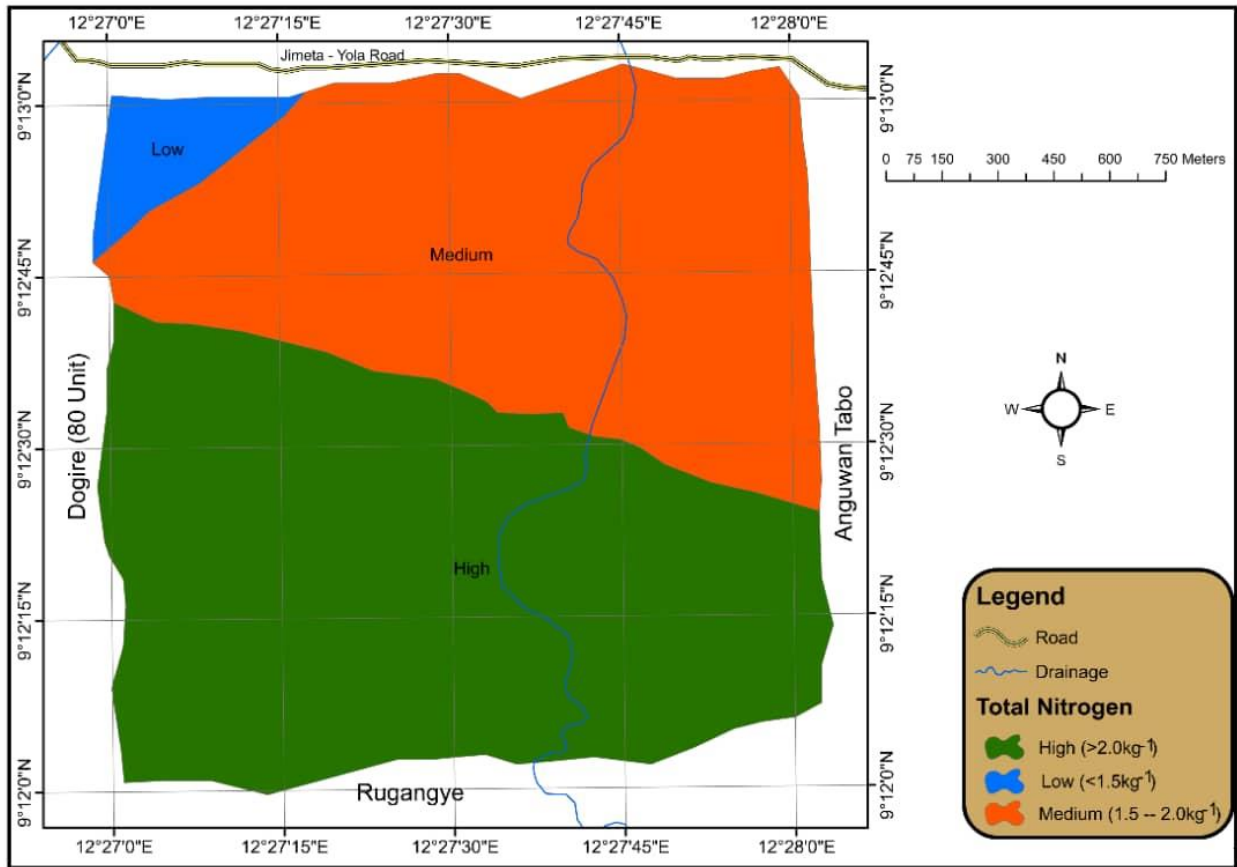 12°27'0"E
12°27'15"E
12°27'30"E
12°27'45"E
12°28'0"E
Jimeta - Yola Road
9°13'0"N
9°13'0"N
Low
0 75 150 300 450 600 750 Meters
Medium
9°12'45"N
9°12'45"N
N
W E
S
Dogire (80 Unit)
Anguwan Tabo
9°12'30"N
9°12'30"N
High
9°12'15"N
9°12'15"N
Legend
Road
Drainage
Total Nitrogen
High (>2.0kg⁻¹)
Low (<1.5kg⁻¹)
Medium (1.5 -- 2.0kg⁻¹)
9°12'0"N
9°12'0"N
Rugangye
12°27'0"E
12°27'15"E
12°27'30"E
12°27'45"E
12°28'0"E